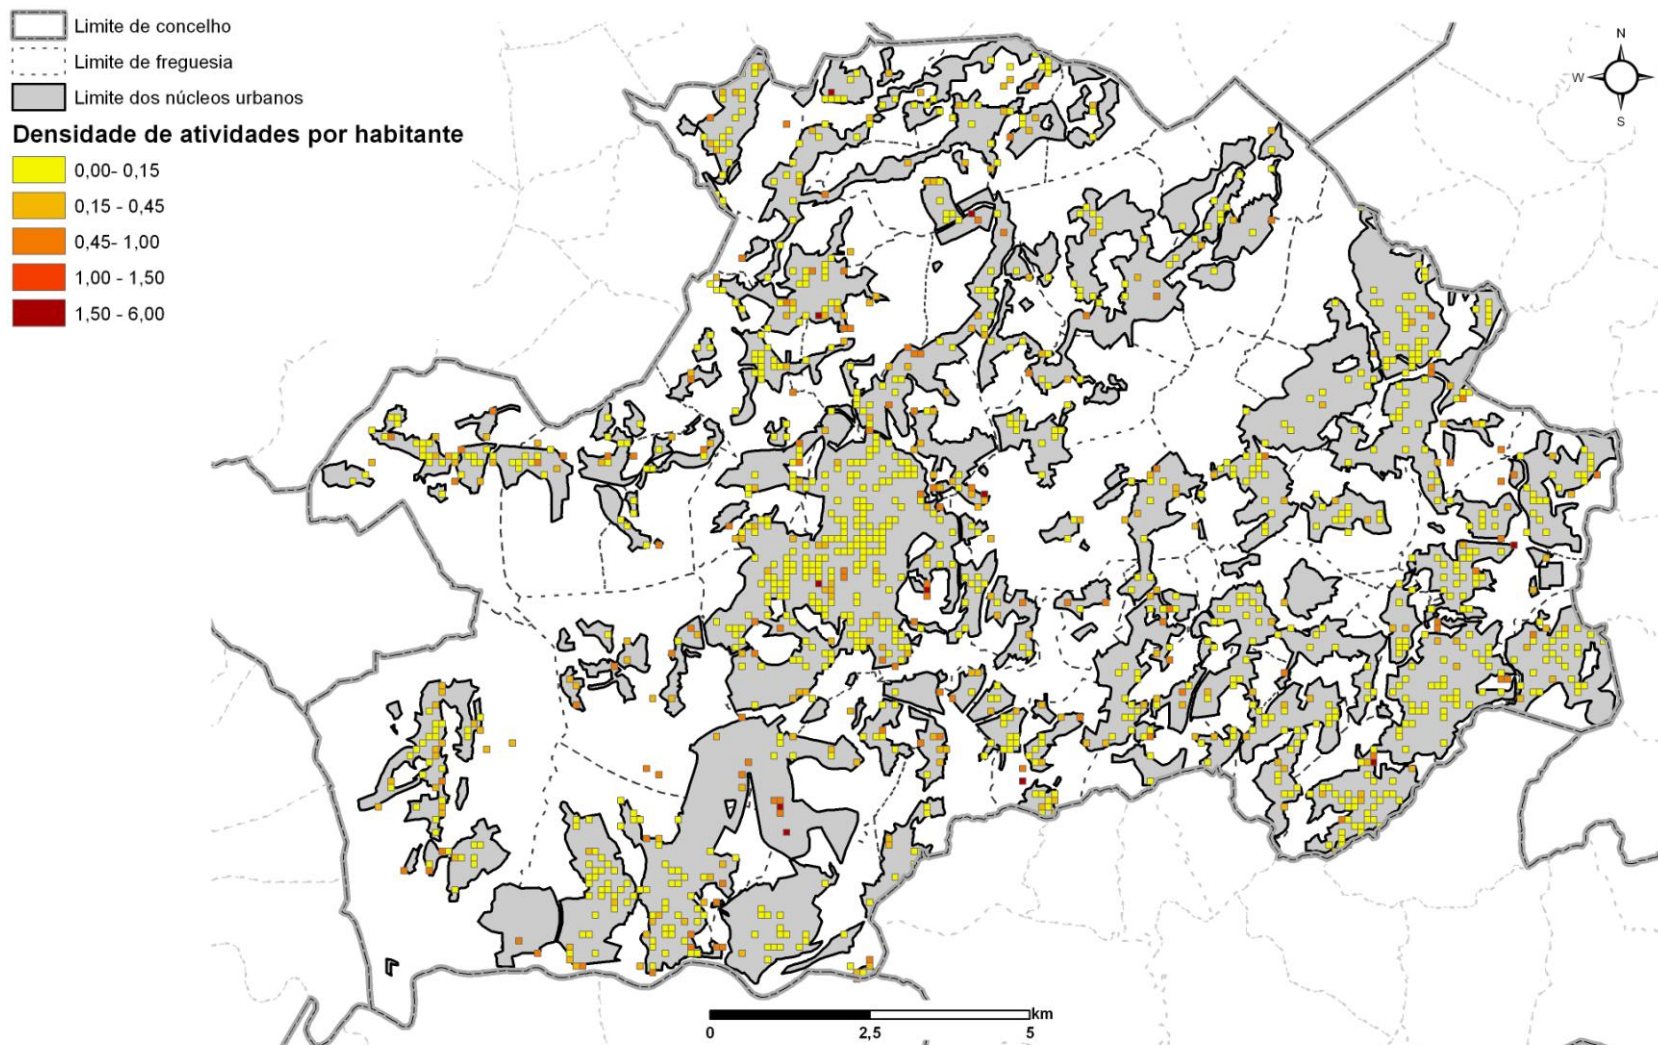 Limite de concelho
Limite de freguesia
Limite dos núcleos urbanos
Densidade de atividades por habitante
0,00- 0,15
0,15 - 0,45
0,45- 1,00
1,00 - 1,50
1,50 - 6,00
N
W
E
S
km
0
2,5
5